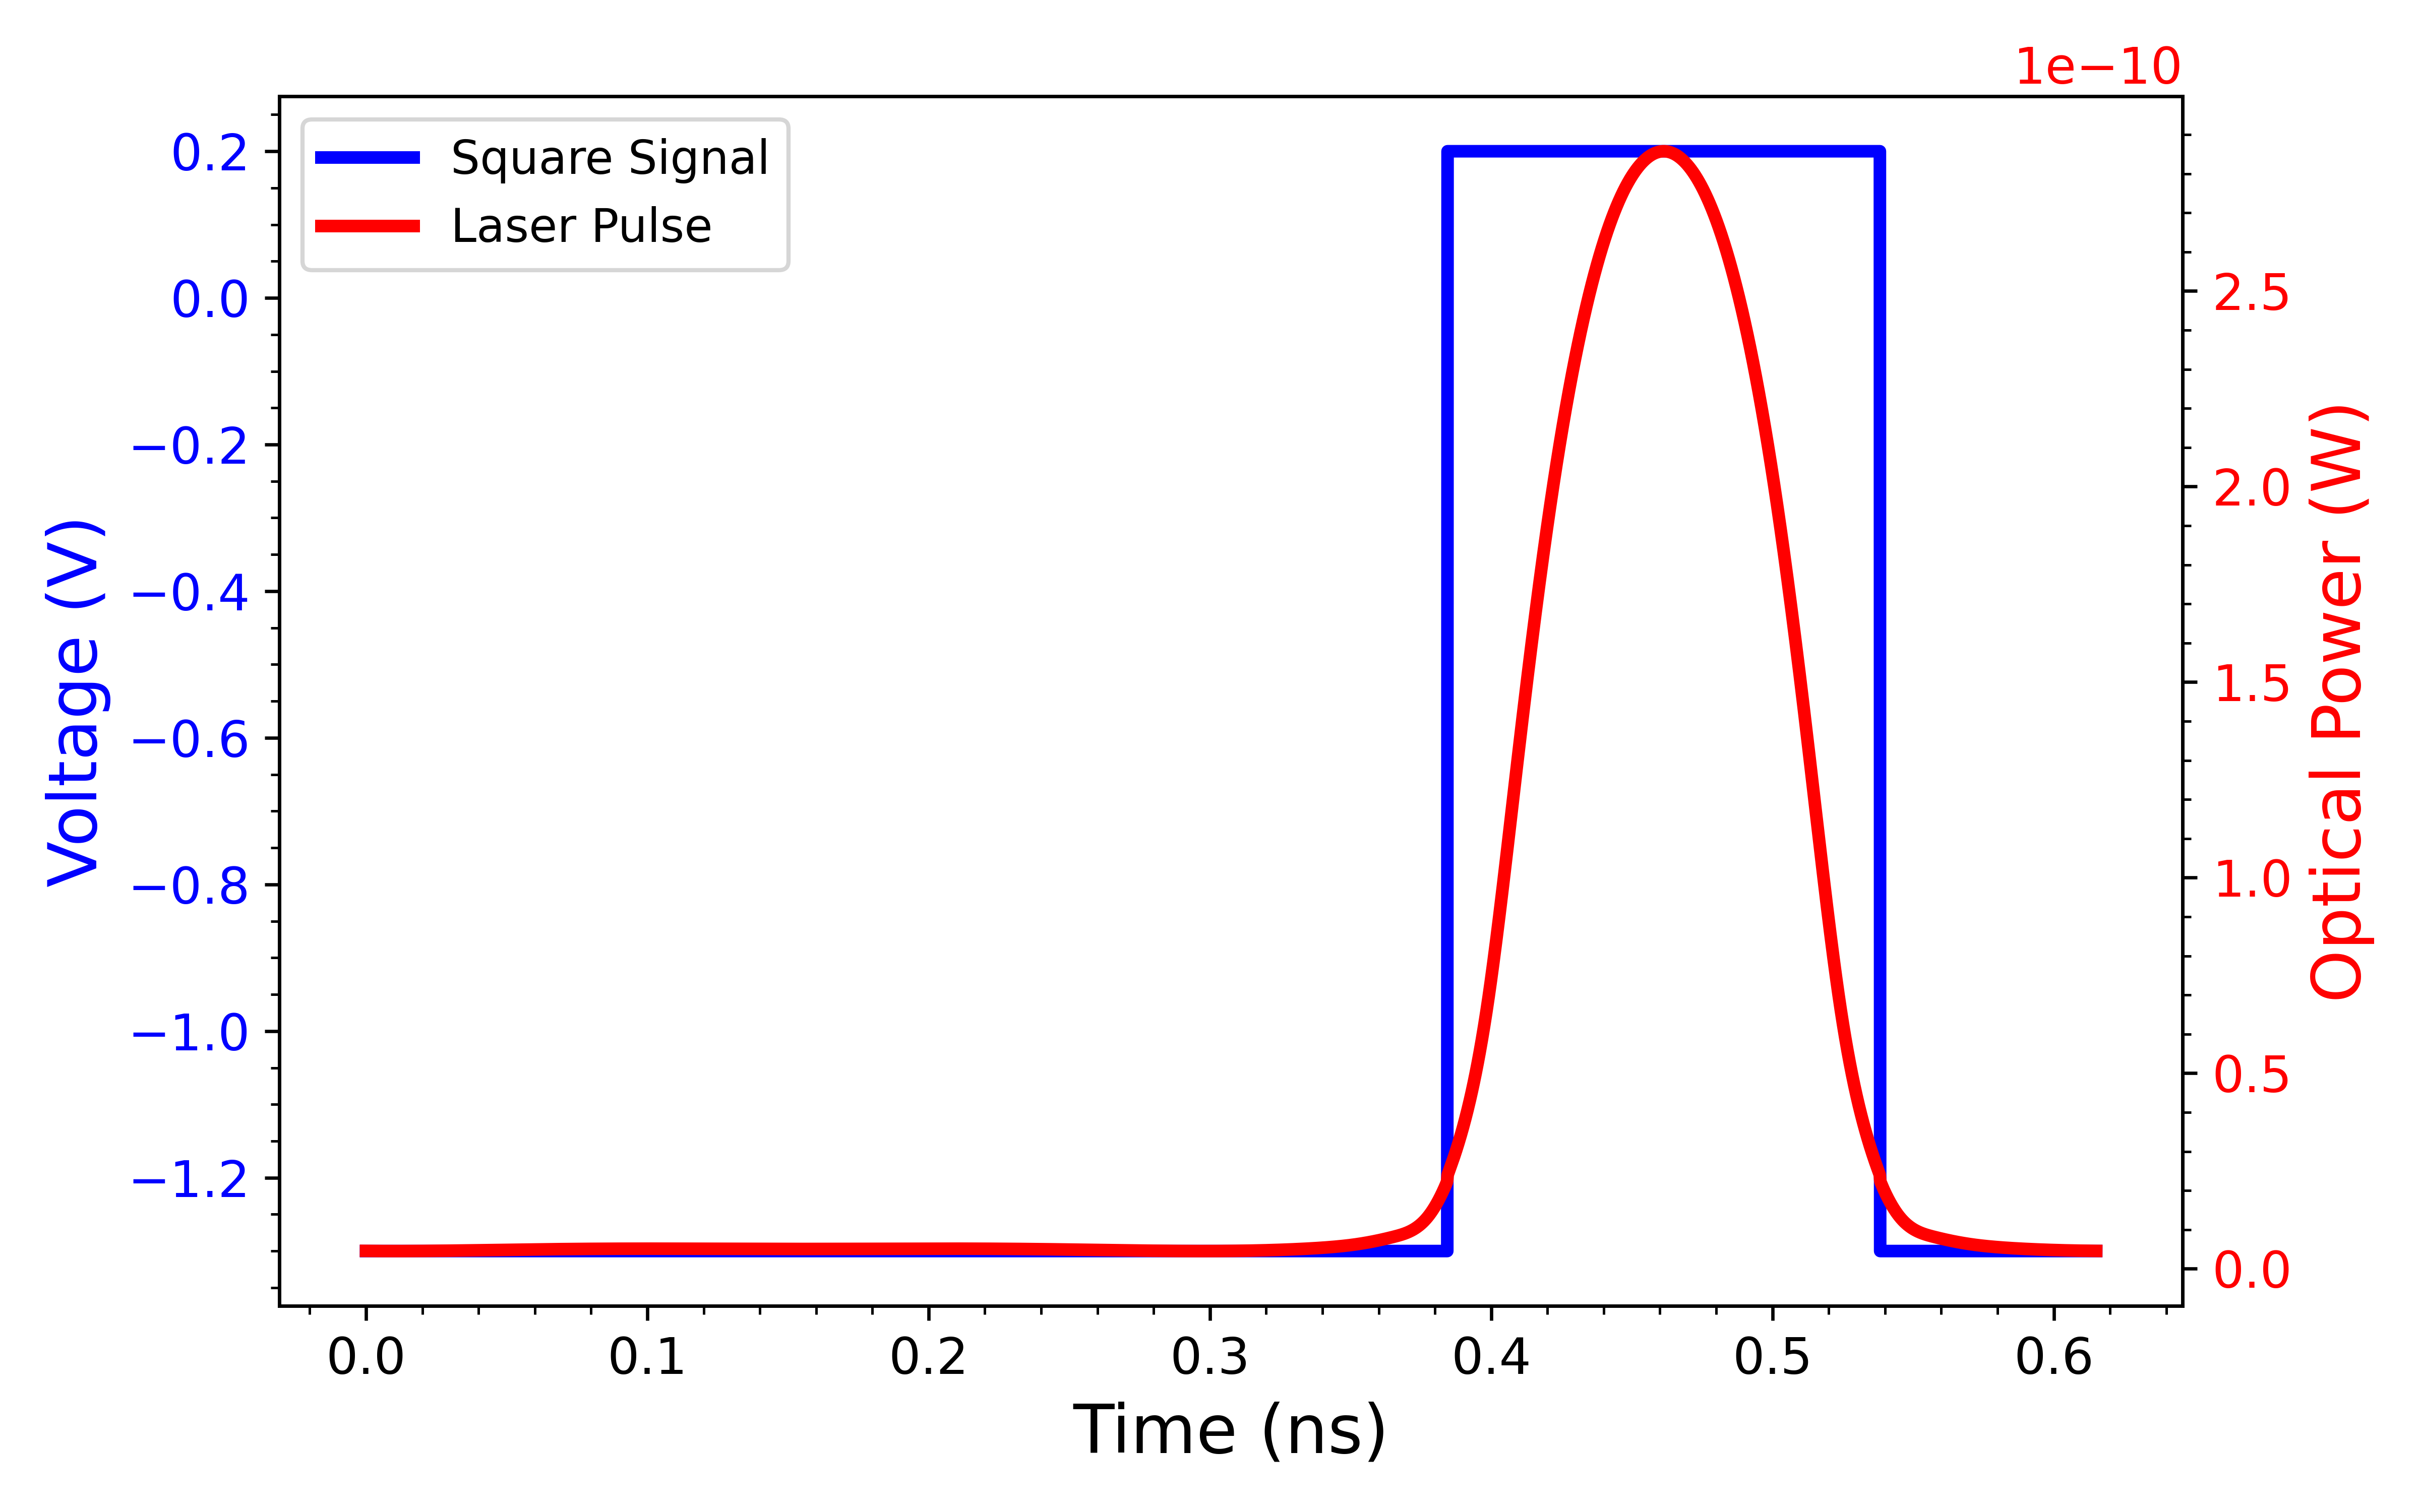 1e−10
Square Signal
Laser Pulse
0.2
0.0
−0.2
−0.4
−0.6
−0.8
−1.0
−1.2
Voltage (V)
2.5
2.0
1.5
1.0
0.5
0.0
Optical Power (W)
0.0 0.1 0.2 0.3 0.4 0.5 0.6
Time (ns)